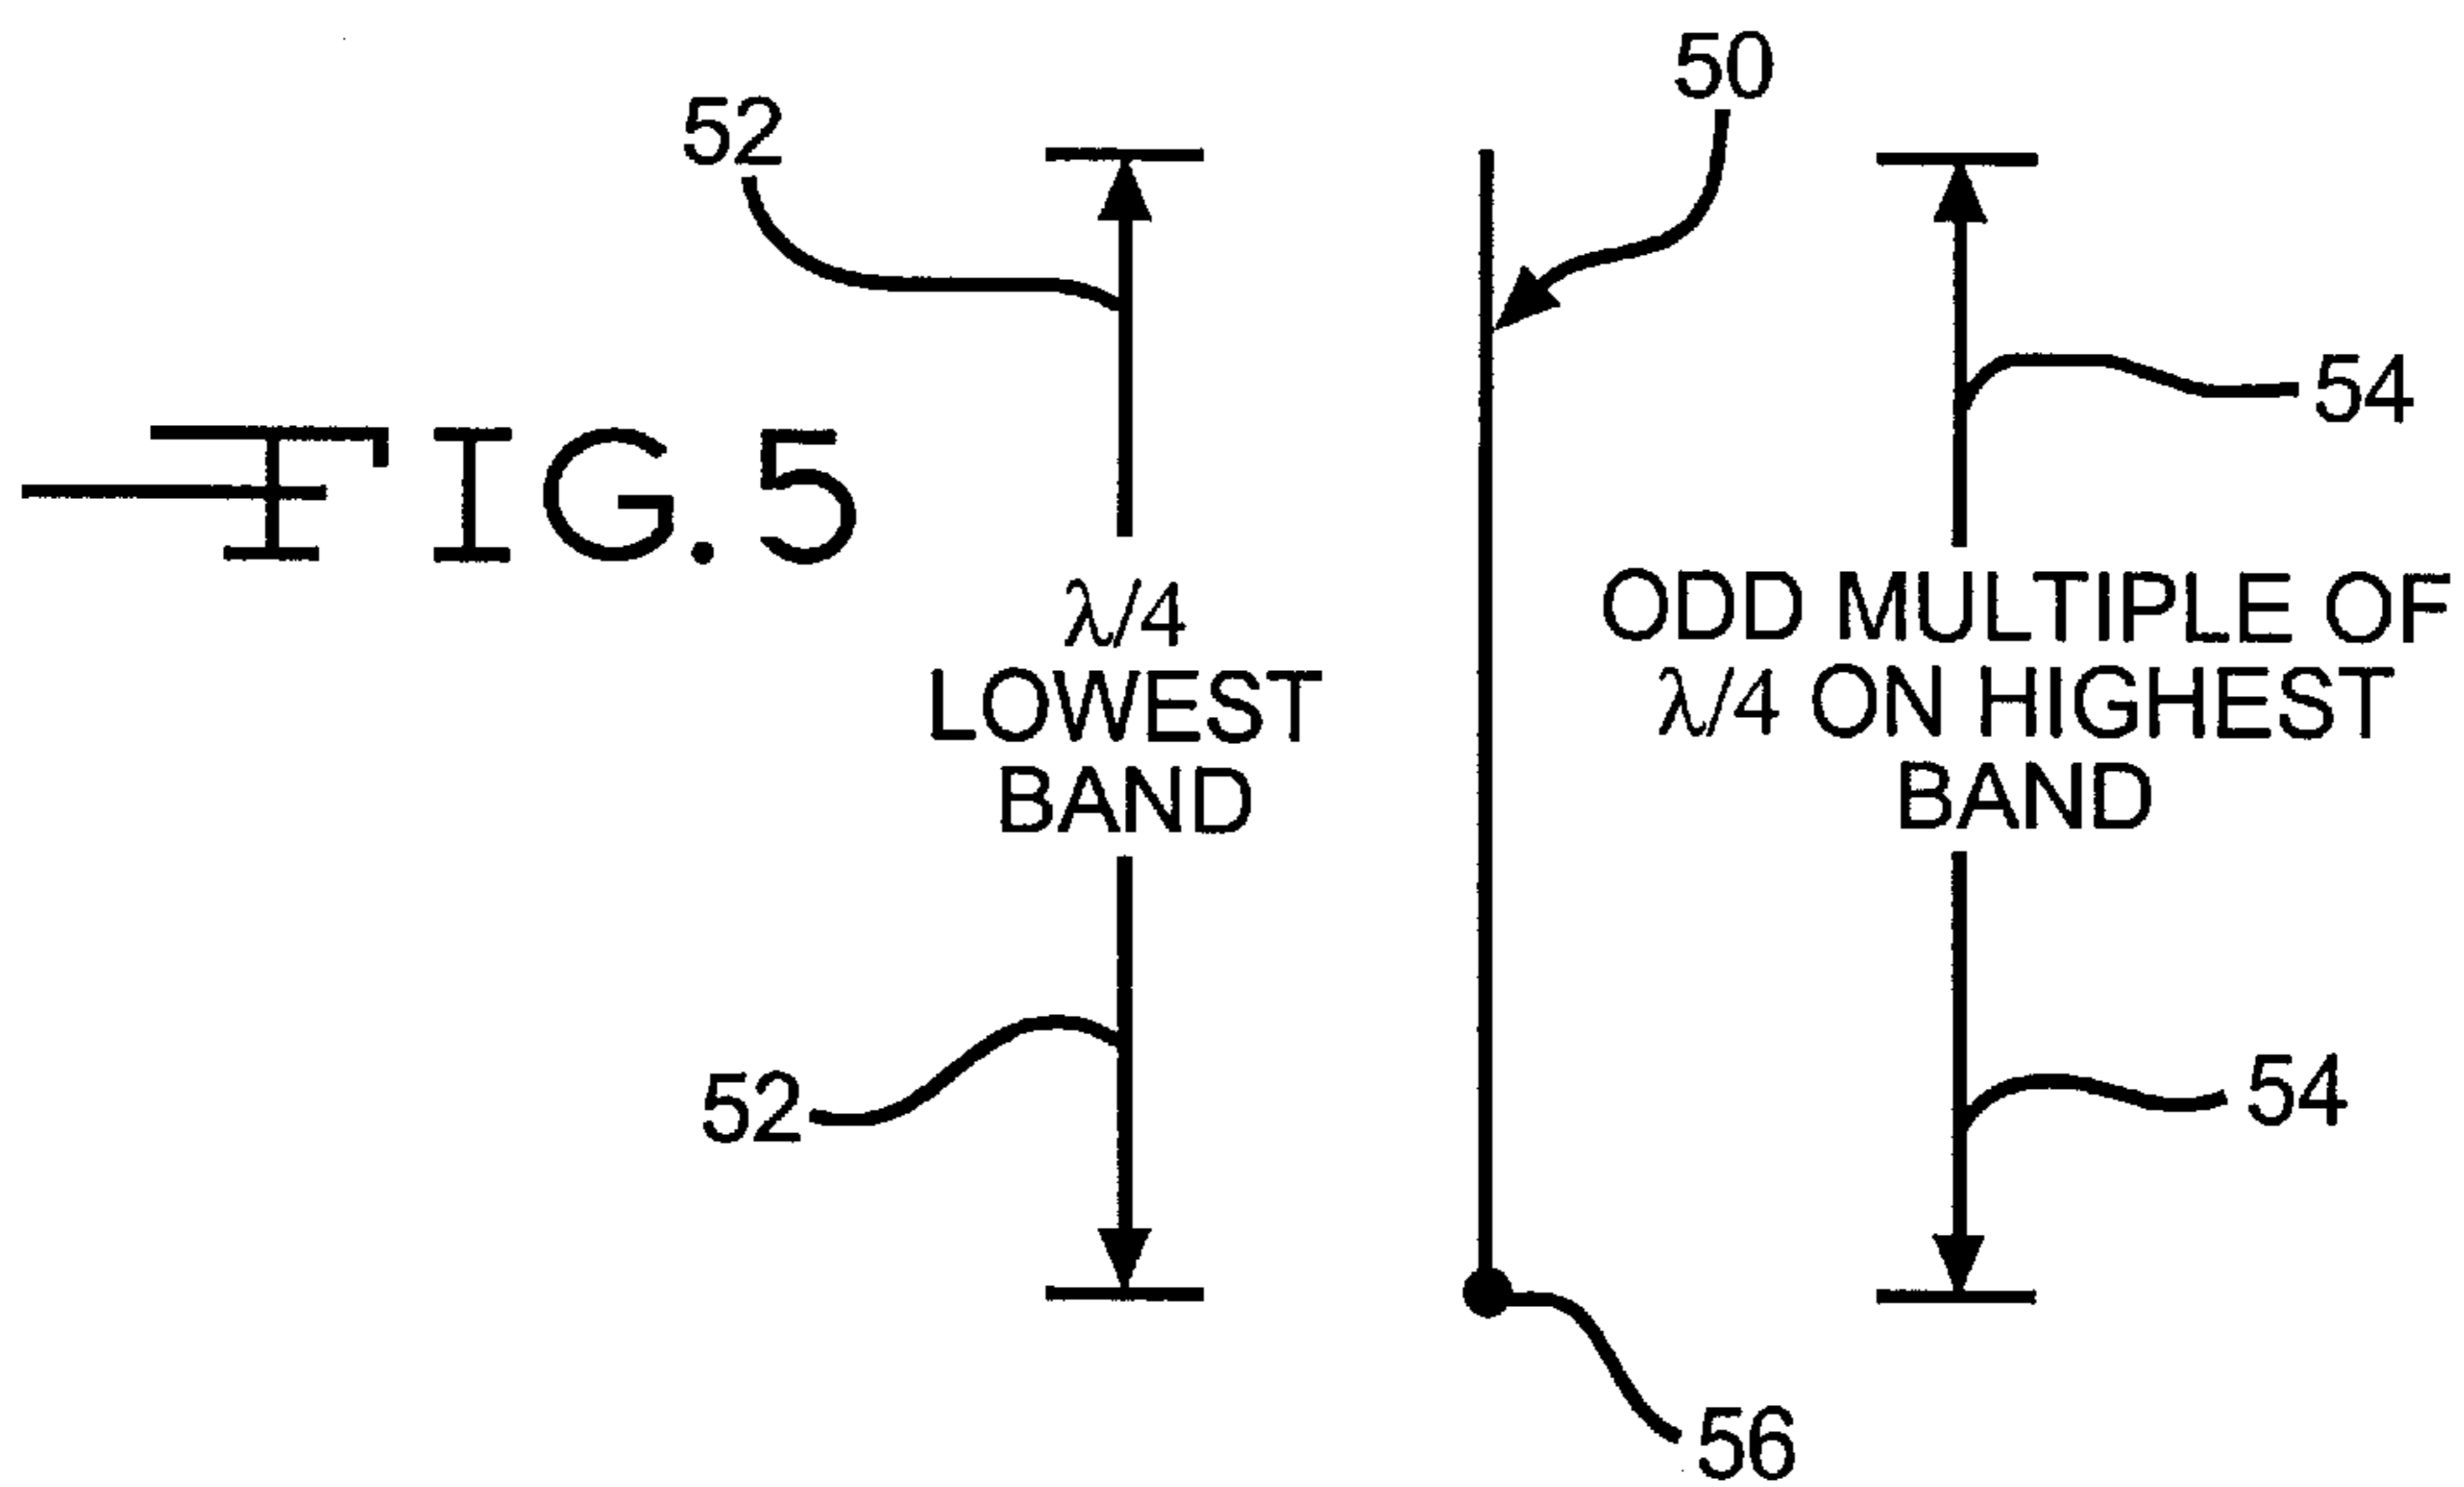 50
52
54
FIG. 5
λ/4
LOWEST
BAND
ODD MULTIPLE OF
λ/4 ON HIGHEST
BAND
52
54
56